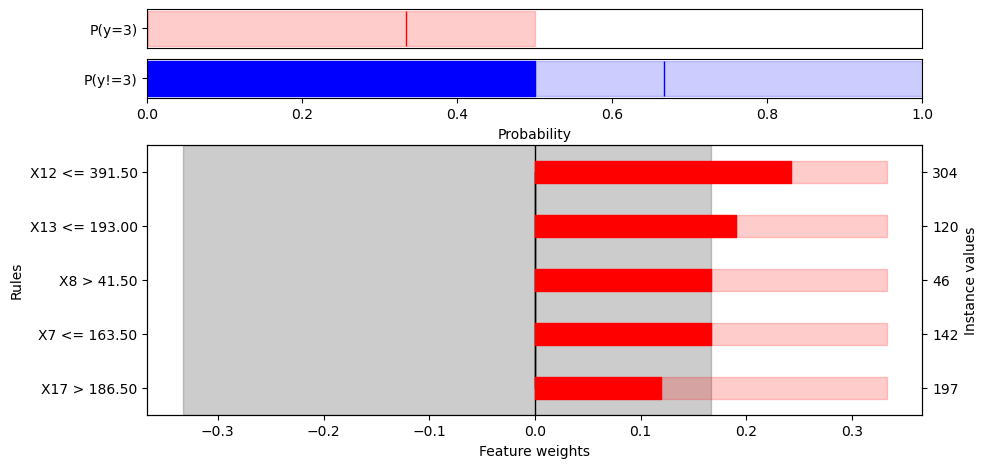 P(y=3)
P(y!=3)
0.0 0.2 0.4 0.6 0.8 1.0
Probability
X12 <= 391.50 304
X13 <= 193.00 120
X8 > 41.50 46
X7 <= 163.50 142
X17 > 186.50 197
Rules
Instance values
−0.3 −0.2 −0.1 0.0 0.1 0.2 0.3
Feature weights